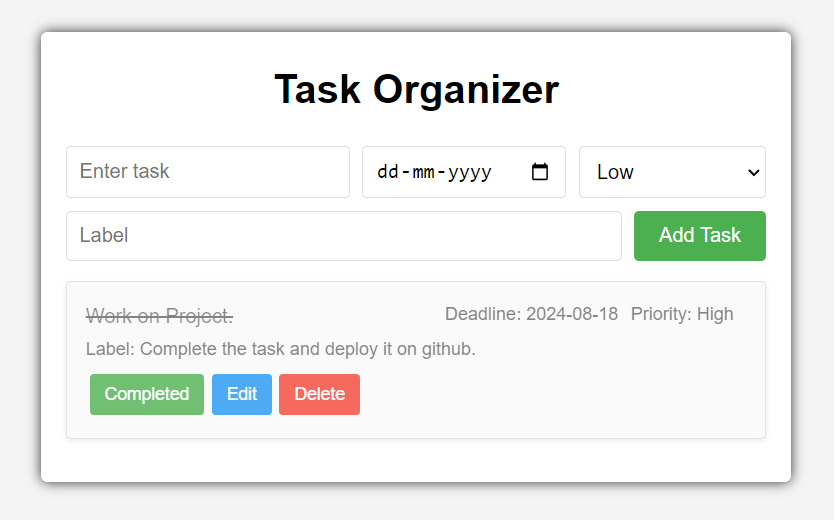 Task Organizer
Enter task dd-mm-yyyy Low
Label Add Task
Work on Project. Deadline: 2024-08-18 Priority: High
Label: Complete the task and deploy it on github.
Completed Edit Delete